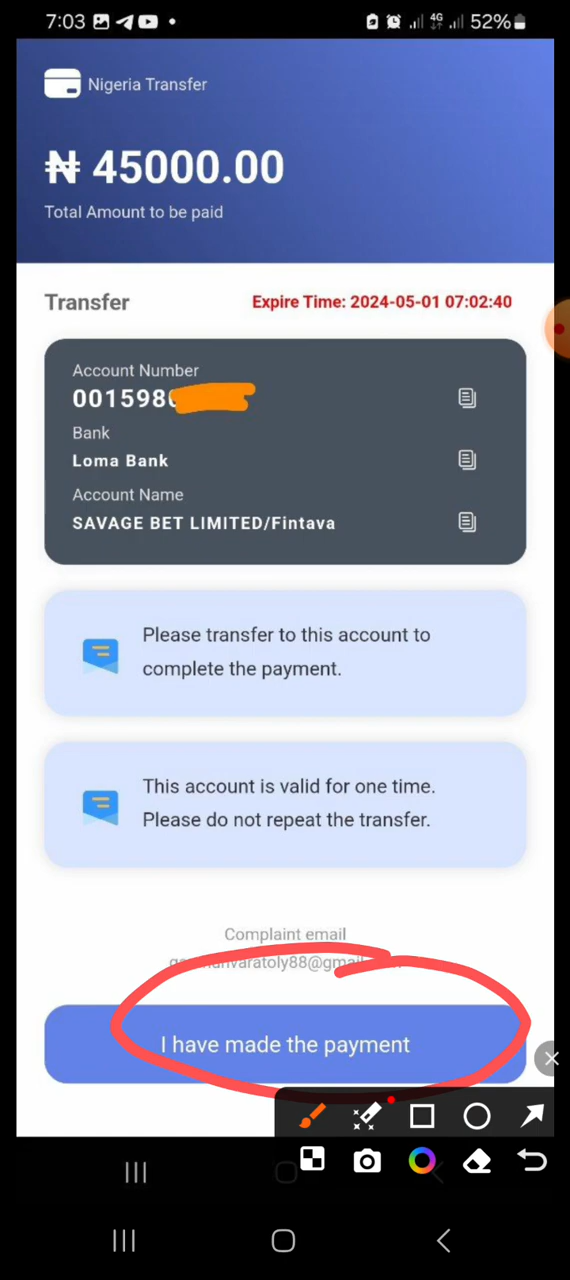 7:03
4G
52%
Nigeria Transfer
₦ 45000.00
Total Amount to be paid
Transfer
Expire Time: 2024-05-01 07:02:40
Account Number
001598
Bank
Loma Bank
Account Name
SAVAGE BET LIMITED/Fintava
Please transfer to this account to
complete the payment.
This account is valid for one time.
Please do not repeat the transfer.
Complaint email
I have made the payment